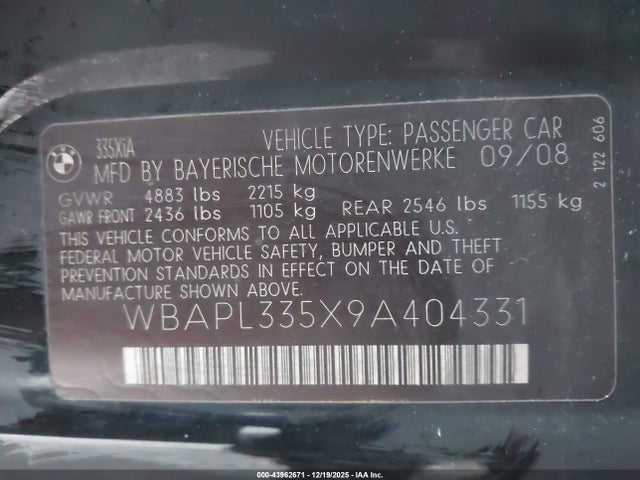 BMW
335XiA VEHICLE TYPE: PASSENGER CAR
MFD BY BAYERISCHE MOTORENWERKE 09/08
GVWR 4883 lbs 2215 kg
GAWR FRONT 2436 lbs 1105 kg REAR 2546 lbs 1155 kg
THIS VEHICLE CONFORMS TO ALL APPLICABLE U.S.
FEDERAL MOTOR VEHICLE SAFETY, BUMPER AND THEFT
PREVENTION STANDARDS IN EFFECT ON THE DATE OF
MANUFACTURE SHOWN ABOVE.
WBAPL335X9A404331
2 122 606
000-43962671 - 12/19/2025 - IAA Inc.